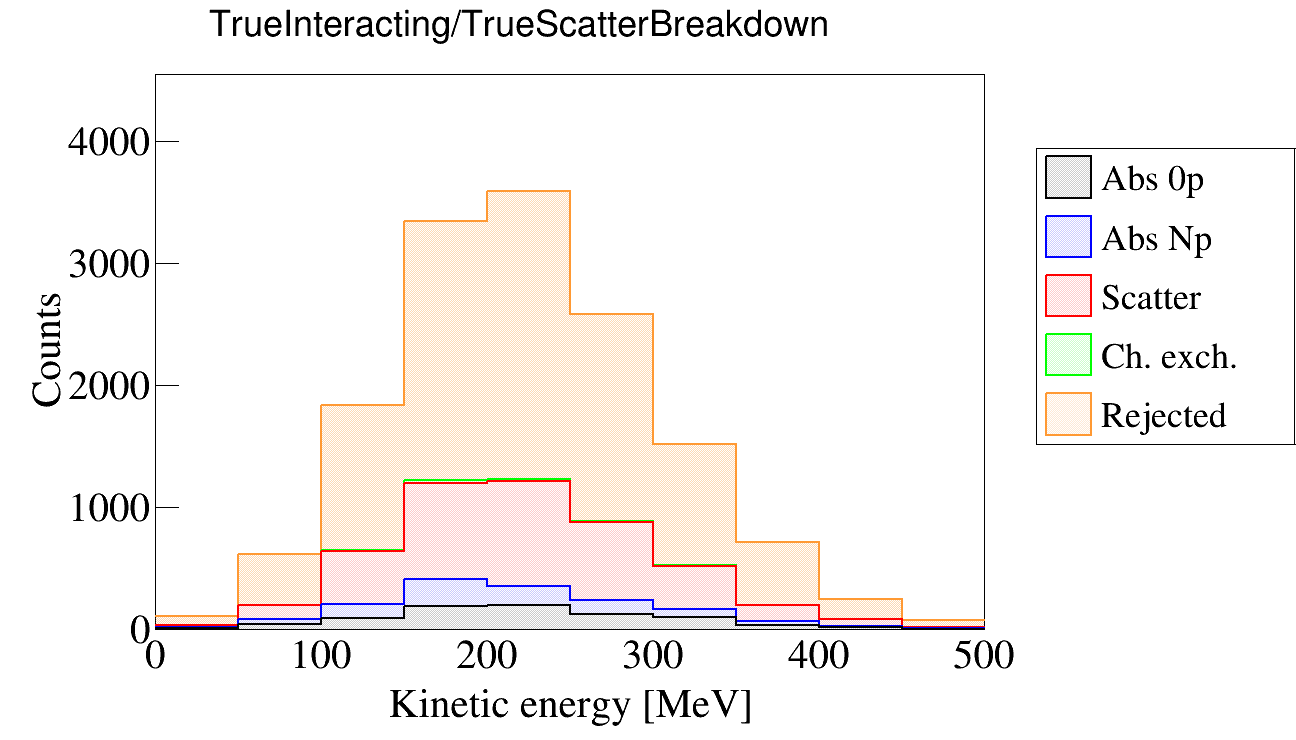 TrueInteracting/TrueScatterBreakdown
4000
3000
2000
1000
0
Counts
0 100 200 300 400 500
Kinetic energy [MeV]
Abs 0p
Abs Np
Scatter
Ch. exch.
Rejected